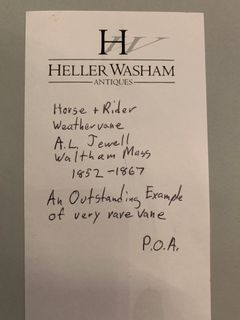 HW
HELLER WASHAM
ANTIQUES
Horse + Rider
Weathervane
A.L. Jewell
Waltham Mass
1852 - 1867
An Outstanding Example
of very rare vane
P.O.A.